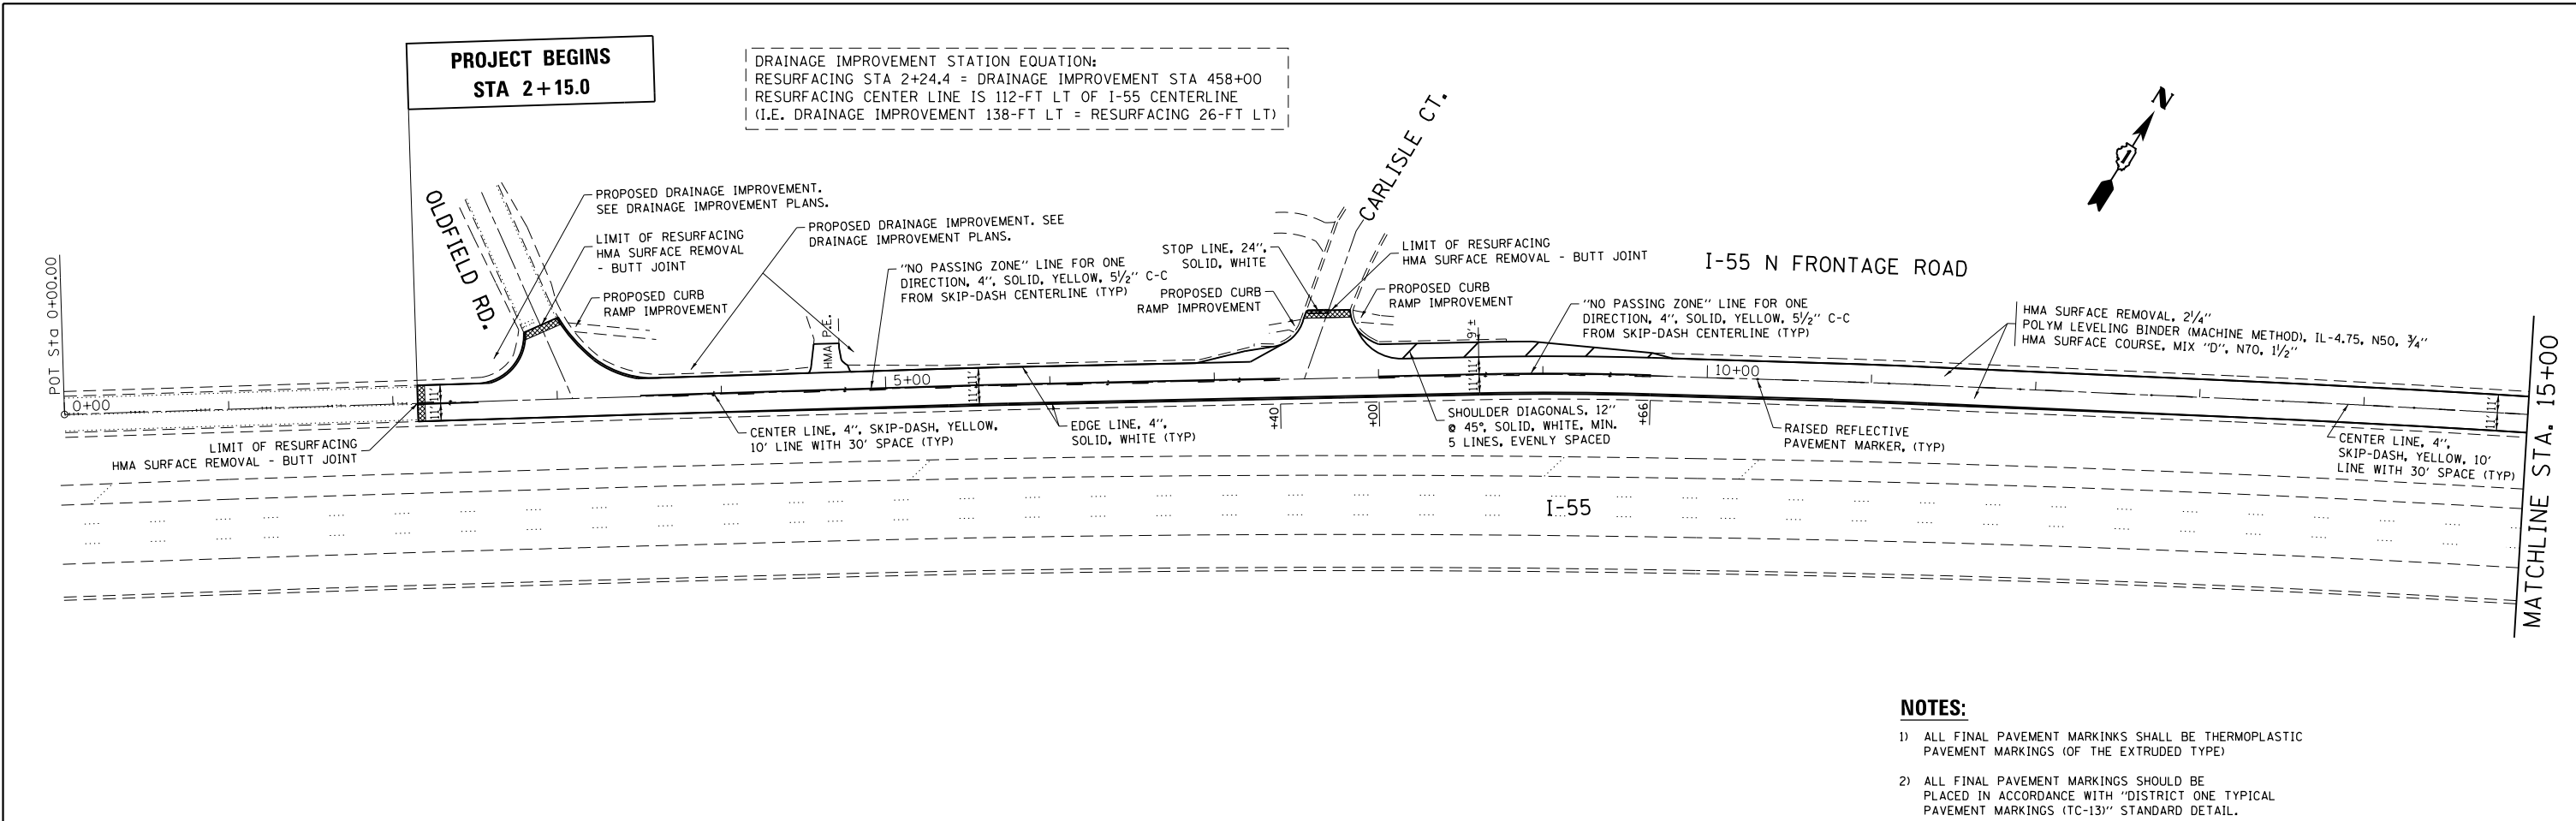 PROJECT BEGINS
STA 2+15.0
DRAINAGE IMPROVEMENT STATION EQUATION:
RESURFACING STA 2+24.4 = DRAINAGE IMPROVEMENT STA 458+00
RESURFACING CENTER LINE IS 112-FT LT OF I-55 CENTERLINE
(I.E. DRAINAGE IMPROVEMENT 138-FT LT = RESURFACING 26-FT LT)
N
POT Sta 0+00.00
OLDFIELD RD.
PROPOSED DRAINAGE IMPROVEMENT.
SEE DRAINAGE IMPROVEMENT PLANS.
LIMIT OF RESURFACING
HMA SURFACE REMOVAL
- BUTT JOINT
PROPOSED CURB
RAMP IMPROVEMENT
PROPOSED DRAINAGE IMPROVEMENT. SEE
DRAINAGE IMPROVEMENT PLANS.
HMA P.E.
"NO PASSING ZONE" LINE FOR ONE
DIRECTION, 4", SOLID, YELLOW, 5½" C-C
FROM SKIP-DASH CENTERLINE (TYP)
STOP LINE, 24",
SOLID, WHITE
PROPOSED CURB
RAMP IMPROVEMENT
CARLISLE CT.
LIMIT OF RESURFACING
HMA SURFACE REMOVAL - BUTT JOINT
PROPOSED CURB
RAMP IMPROVEMENT
I-55 N FRONTAGE ROAD
"NO PASSING ZONE" LINE FOR ONE
DIRECTION, 4", SOLID, YELLOW, 5½" C-C
FROM SKIP-DASH CENTERLINE (TYP)
HMA SURFACE REMOVAL, 2¼"
POLYM LEVELING BINDER (MACHINE METHOD), IL-4.75, N50, ¾"
HMA SURFACE COURSE, MIX "D", N70, 1½"
0+00
11'
11'
5+00
11'
11'
9' ±
11'
11'
10+00
11'
11'
LIMIT OF RESURFACING
HMA SURFACE REMOVAL - BUTT JOINT
CENTER LINE, 4", SKIP-DASH, YELLOW,
10' LINE WITH 30' SPACE (TYP)
EDGE LINE, 4",
SOLID, WHITE (TYP)
+40
+00
SHOULDER DIAGONALS, 12"
@ 45°, SOLID, WHITE, MIN.
5 LINES, EVENLY SPACED
+66
RAISED REFLECTIVE
PAVEMENT MARKER, (TYP)
CENTER LINE, 4",
SKIP-DASH, YELLOW, 10'
LINE WITH 30' SPACE (TYP)
MATCHLINE STA. 15+00
I-55
NOTES:
1) ALL FINAL PAVEMENT MARKINKS SHALL BE THERMOPLASTIC
PAVEMENT MARKINGS (OF THE EXTRUDED TYPE)
2) ALL FINAL PAVEMENT MARKINGS SHOULD BE
PLACED IN ACCORDANCE WITH "DISTRICT ONE TYPICAL
PAVEMENT MARKINGS (TC-13)" STANDARD DETAIL.